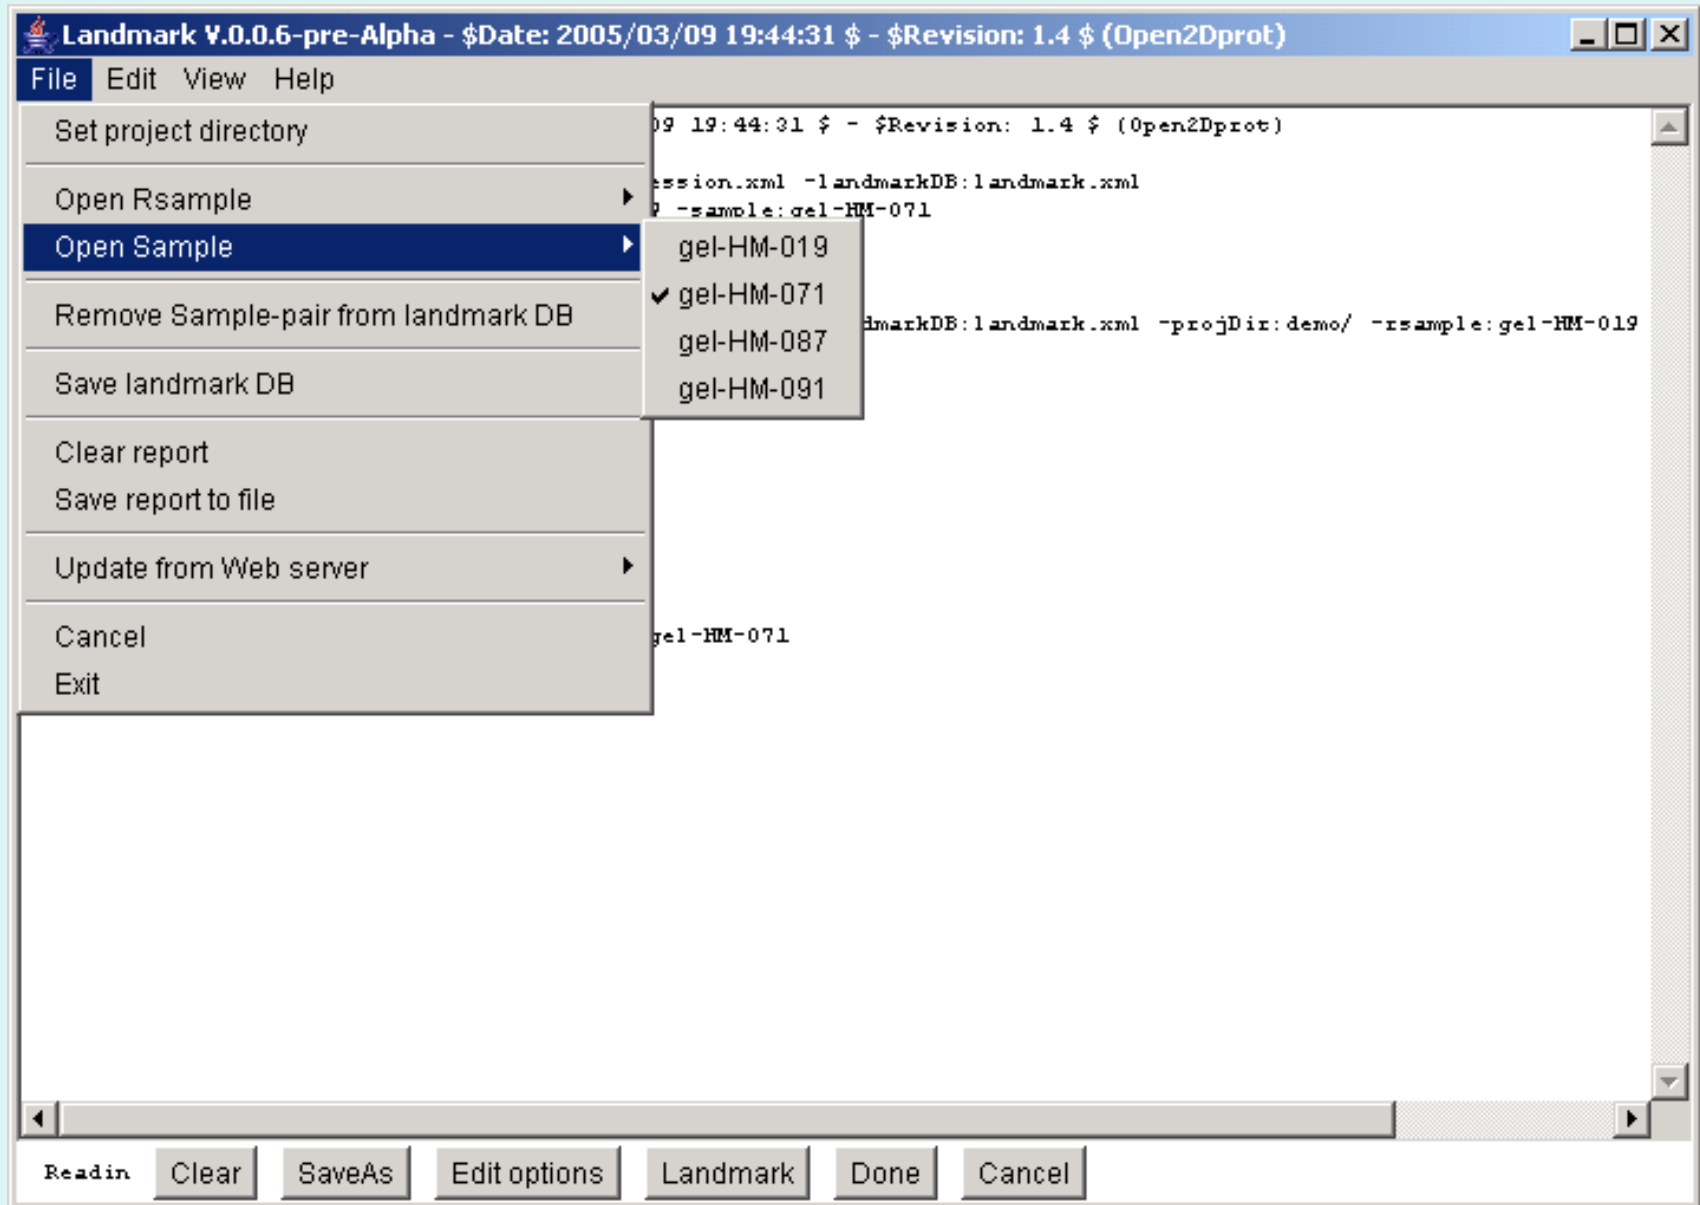 Landmark V.0.0.6-pre-Alpha - $Date: 2005/03/09 19:44:31 $ - $Revision: 1.4 $ (Open2Dprot)
File Edit View Help
Set project directory
Open Rsample
Open Sample
Remove Sample-pair from landmark DB
Save landmark DB
Clear report
Save report to file
Update from Web server
Cancel
Exit
gel-HM-019
gel-HM-071
gel-HM-087
gel-HM-091
19:44:31 $ - $Revision: 1.4 $ (Open2Dprot)
ession.xml -landmarkDB:landmark.xml
-sample:gel-HM-071
dmarkDB:landmark.xml -projDir:demo/ -rsample:gel-HM-019
gel-HM-071
Readin Clear SaveAs Edit options Landmark Done Cancel